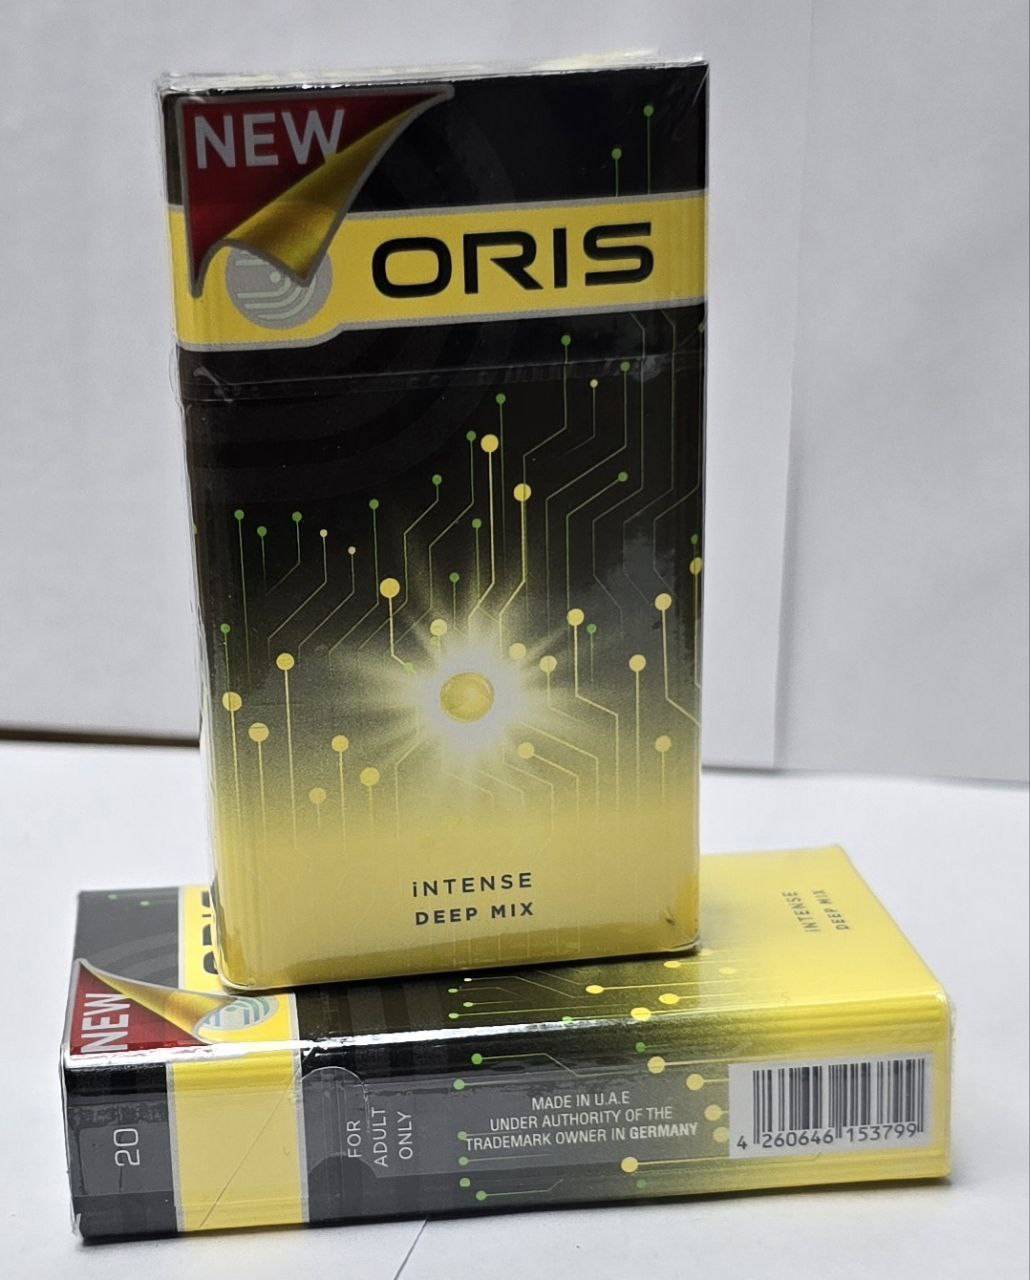 NEW
ORIS
iNTENSE
DEEP MIX
INTENSE
DEEP MIX
ORIS
NEW
20
FOR
ADULT
ONLY
MADE IN U.A.E
UNDER AUTHORITY OF THE
TRADEMARK OWNER IN GERMANY
4 260646 153799